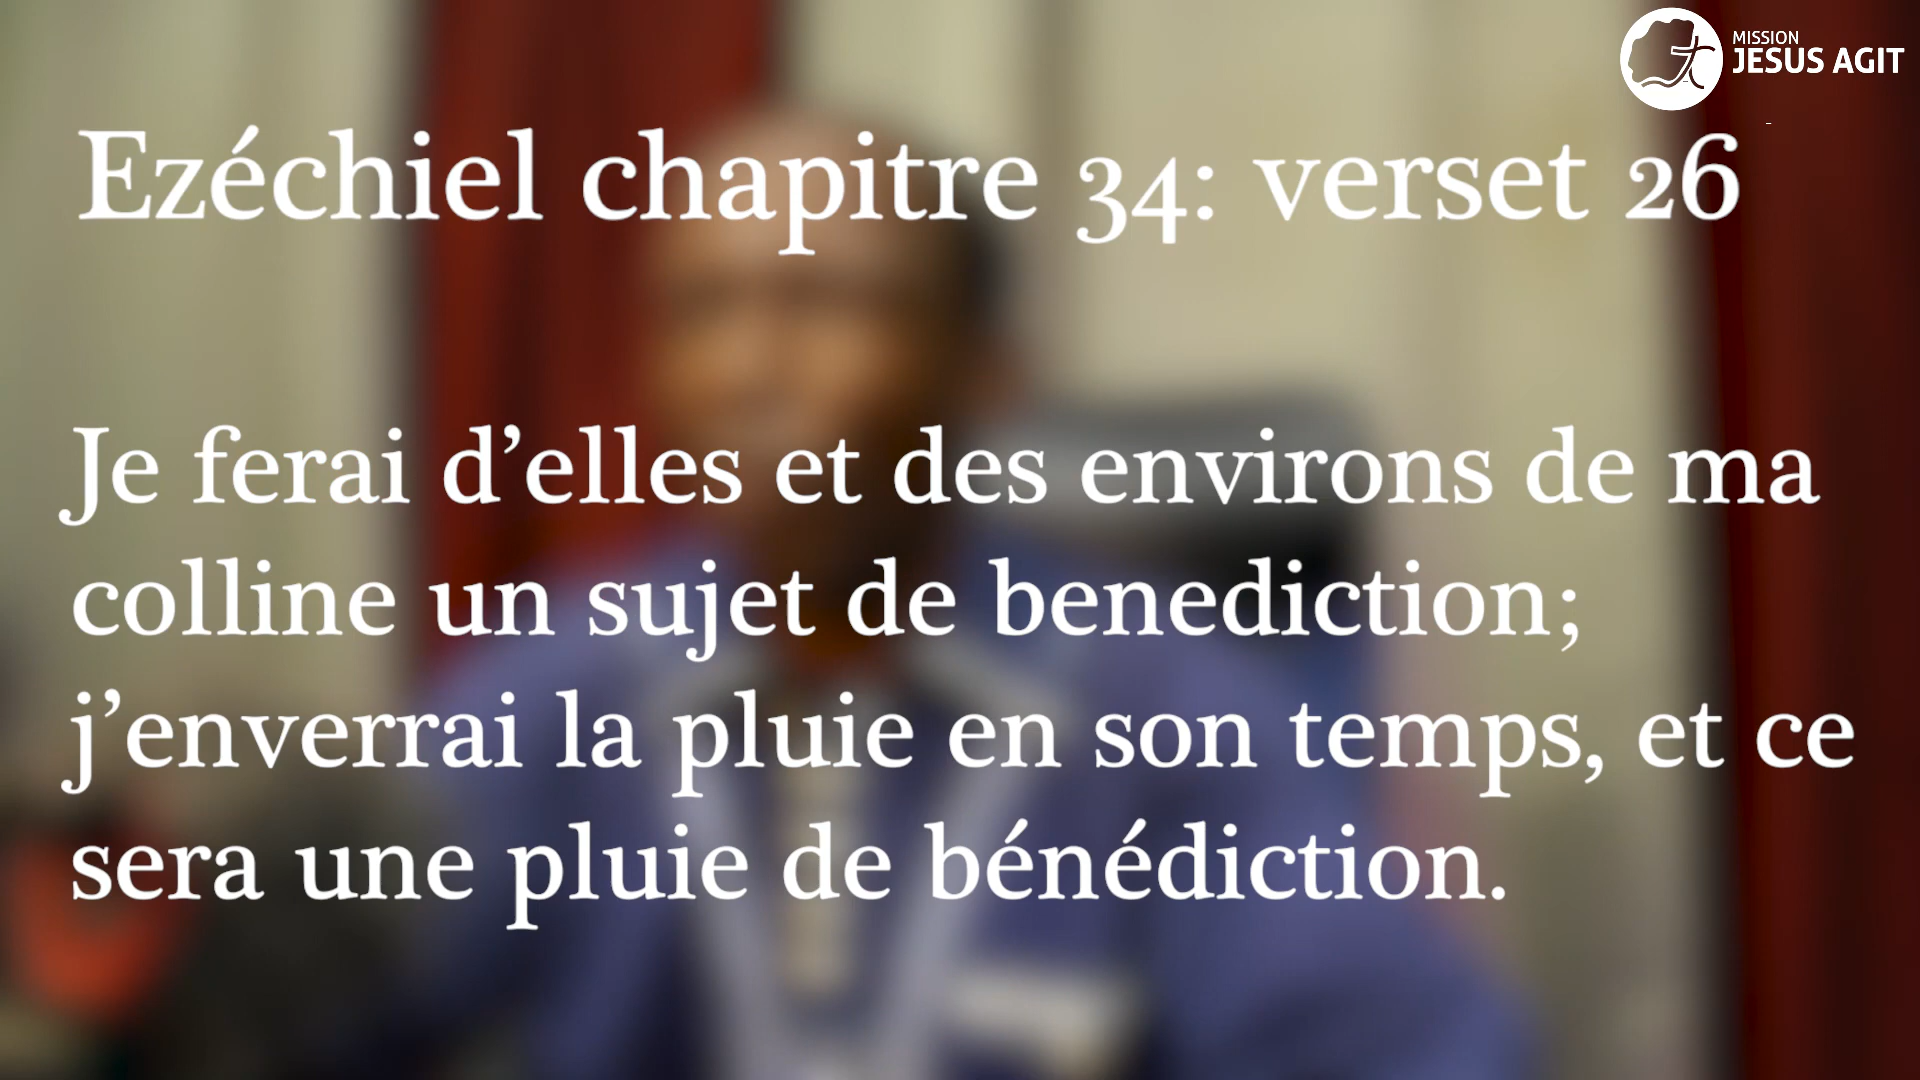 MISSION
JESUS AGIT
Ezéchiel chapitre 34: verset 26
Je ferai d’elles et des environs de ma
colline un sujet de benediction;
j’enverrai la pluie en son temps, et ce
sera une pluie de bénédiction.